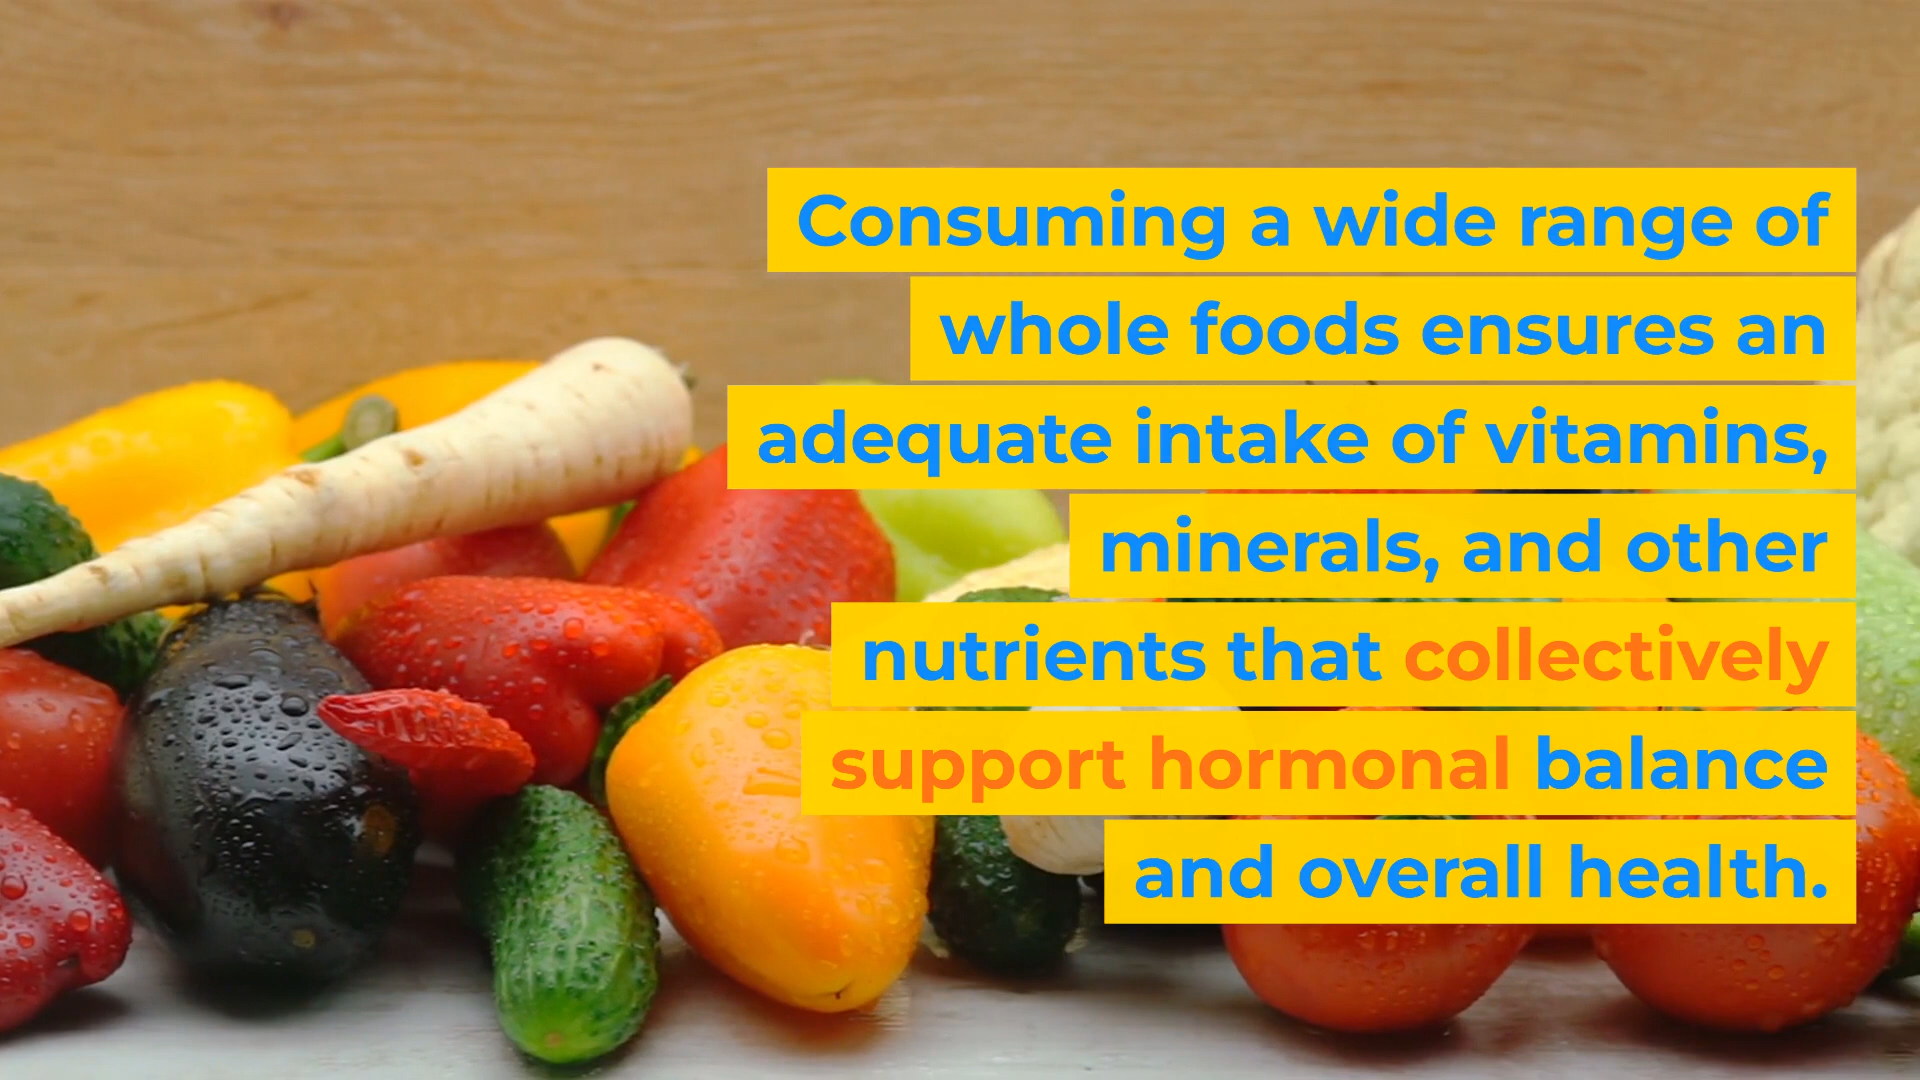 Consuming a wide range of
whole foods ensures an
adequate intake of vitamins,
minerals, and other
nutrients that collectively
support hormonal balance
and overall health.